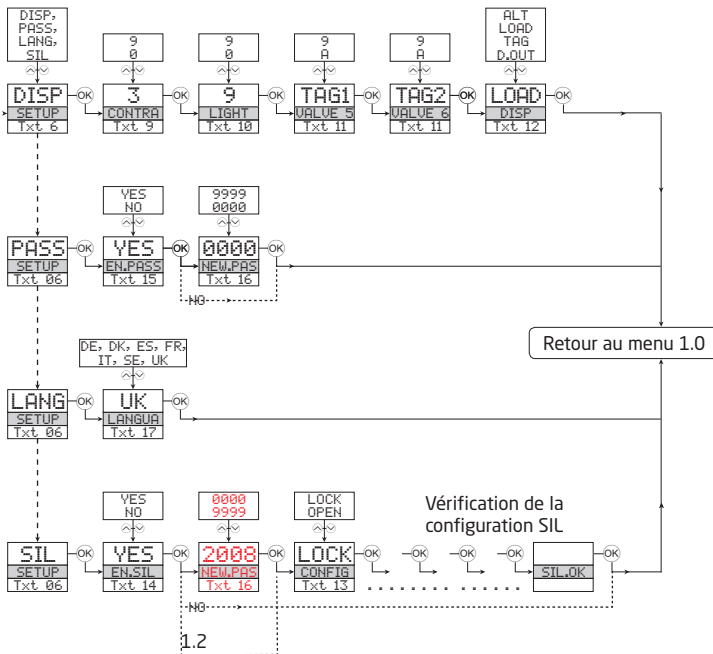 DISP,
PASS,
LANG,
SIL
9
0
9
0
9
A
9
A
ALT
LOAD
TAG
D.OUT
DISP
SETUP
Txt 6
OK
3
CONTRA
Txt 9
OK
9
LIGHT
Txt 10
OK
TAG1
VALVE 5
Txt 11
OK
TAG2
VALVE 6
Txt 11
OK
LOAD
DISP
Txt 12
OK
YES
NO
9999
0000
PASS
SETUP
Txt 06
OK
YES
EN.PASS
Txt 15
OK
0000
NEW.PAS
Txt 16
OK
NO
Retour au menu 1.0
DE, DK, ES, FR,
IT, SE, UK
LANG
SETUP
Txt 06
OK
UK
LANGUA
Txt 17
OK
YES
NO
0000
9999
LOCK
OPEN
Vérification de la
configuration SIL
SIL
SETUP
Txt 06
OK
YES
EN.SIL
Txt 14
OK
2008
NEW.PAS
Txt 16
OK
LOCK
CONFIG
Txt 13
OK
OK
OK
OK
SIL.OK
OK
NO
1.2